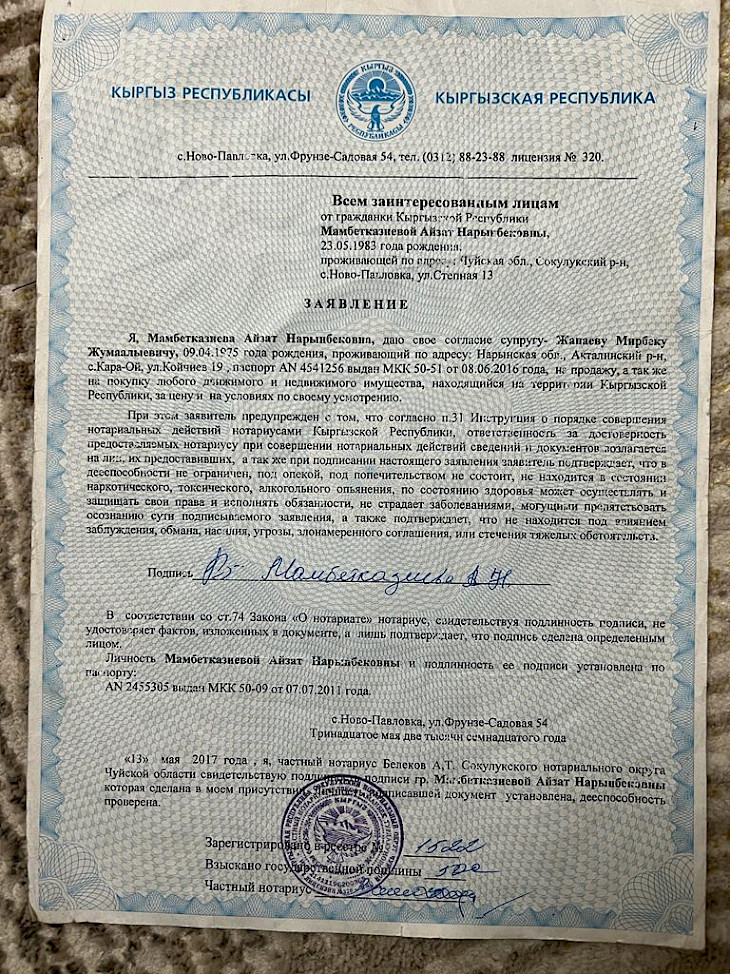 КЫРГЫЗ РЕСПУБЛИКАСЫ
КЫРГЫЗ РЕСПУБЛИКАСЫ
КЫРГЫЗСКАЯ РЕСПУБЛИКА
с.Ново-Павловка, ул.Фрунзе-Садовая 54, тел. (0312) 88-23-88 лицензия № 320.
Всем заинтересованным лицам
от гражданки Кыргызской Республики
Мамбетказиевой Айзат Нарынбековны,
23.05.1983 года рождения,
проживающей по адресу: Чуйская обл., Сокулукский р-н,
с.Ново-Павловка, ул.Степная 13
ЗАЯВЛЕНИЕ
Я, Мамбетказиева Айзат Нарынбековна, даю свое согласие супругу- Жапаеву Мирбеку
Жумаалыевичу, 09.04.1975 года рождения, проживающий по адресу: Нарынская обл., Акталинский р-н,
с.Кара-Ой, ул.Койчиев 19 , паспорт AN 4541256 выдан МКК 50-51 от 08.06.2016 года, на продажу, а так же
на покупку любого движимого и недвижимого имущества, находящийся на территории Кыргызской
Республики, за цену и на условиях по своему усмотрению.
При этом заявитель предупрежден о том, что согласно п.31 Инструкция о порядке совершения
нотариальных действий нотариусами Кыргызской Республики, ответственность за достоверность
предоставляемых нотариусу при совершении нотариальных действий сведений и документов возлагается
на лиц, их предоставивших, а так же при подписании настоящего заявления заявитель подтверждает, что в
дееспособности не ограничен, под опекой, под попечительством не состоит, не находится в состоянии
наркотического, токсического, алкогольного опьянения, по состоянию здоровья может осуществлять и
защищать свои права и исполнять обязанности, не страдает заболеваниями, могущими препятствовать
осознанию сути подписываемого заявления, а также подтверждает, что не находится под влиянием
заблуждения, обмана, насилия, угрозы, злонамеренного соглашения, или стечения тяжелых обстоятельств.
Подпись Мамбетказиева А Н
В соответствии со ст.74 Закона «О нотариате» нотариус, свидетельствуя подлинность подписи, не
удостоверяет фактов, изложенных в документе, а лишь подтверждает, что подпись сделана определенным
лицом.
Личность Мамбетказиевой Айзат Нарынбековны и подлинность ее подписи установлена по
паспорту:
AN 2455305 выдан МКК 50-09 от 07.07.2011 года.
с.Ново-Павловка, ул.Фрунзе-Садовая 54
Тринадцатое мая две тысячи семнадцатого года
«13» мая 2017 года , я, частный нотариус Белеков А.Т. Сокулукского нотариального округа
Чуйской области свидетельствую подлинность подписи гр. Мамбетказиевой Айзат Нарынбековны
которая сделана в моем присутствии. Личность подписавшей документ установлена, дееспособность
проверена.
Зарегистрировано в реестре № 1522
Взыскано государственной пошлины 500
Частный нотариус